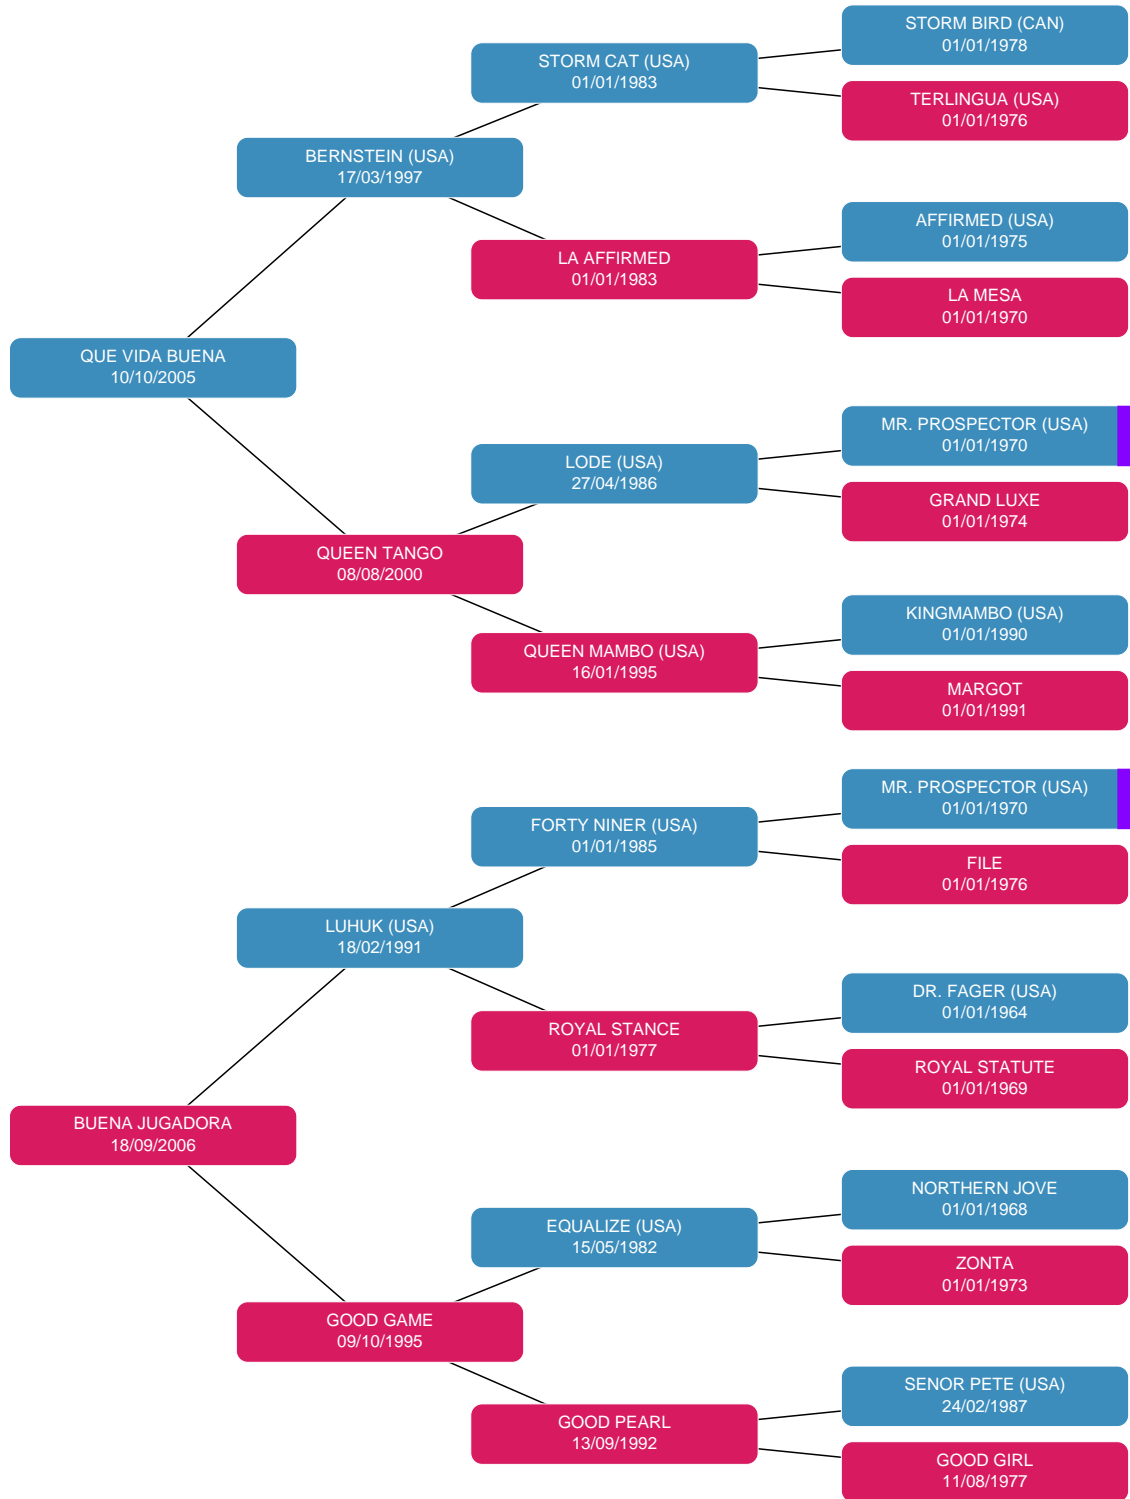 STORM BIRD (CAN)
01/01/1978
STORM CAT (USA)
01/01/1983
TERLINGUA (USA)
01/01/1976
BERNSTEIN (USA)
17/03/1997
AFFIRMED (USA)
01/01/1975
LA AFFIRMED
01/01/1983
LA MESA
01/01/1970
QUE VIDA BUENA
10/10/2005
MR. PROSPECTOR (USA)
01/01/1970
LODE (USA)
27/04/1986
GRAND LUXE
01/01/1974
QUEEN TANGO
08/08/2000
KINGMAMBO (USA)
01/01/1990
QUEEN MAMBO (USA)
16/01/1995
MARGOT
01/01/1991
MR. PROSPECTOR (USA)
01/01/1970
FORTY NINER (USA)
01/01/1985
FILE
01/01/1976
LUHUK (USA)
18/02/1991
DR. FAGER (USA)
01/01/1964
ROYAL STANCE
01/01/1977
ROYAL STATUTE
01/01/1969
BUENA JUGADORA
18/09/2006
NORTHERN JOVE
01/01/1968
EQUALIZE (USA)
15/05/1982
ZONTA
01/01/1973
GOOD GAME
09/10/1995
SENOR PETE (USA)
24/02/1987
GOOD PEARL
13/09/1992
GOOD GIRL
11/08/1977